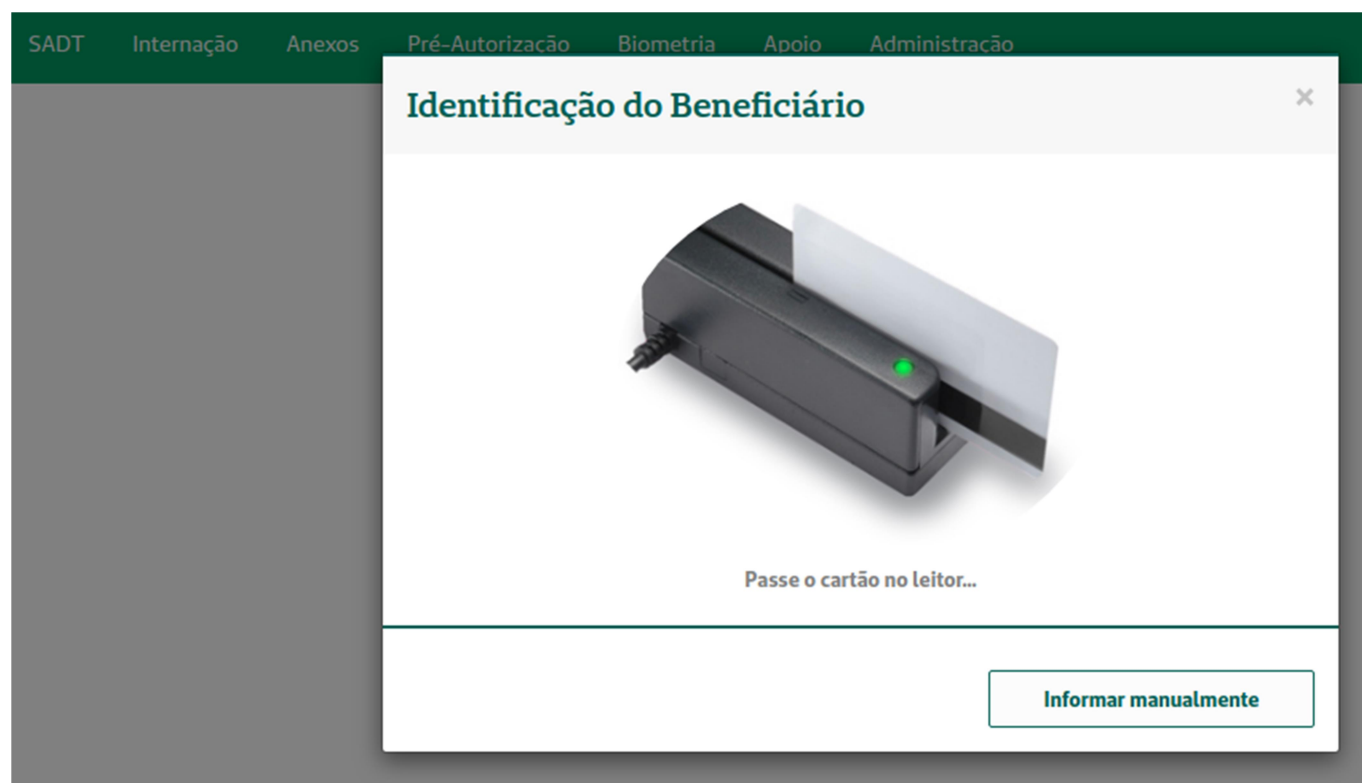 SADT Internação Anexos Pré-Autorização Biometria Apoio Administração
Identificação do Beneficiário
×
Passe o cartão no leitor...
Informar manualmente